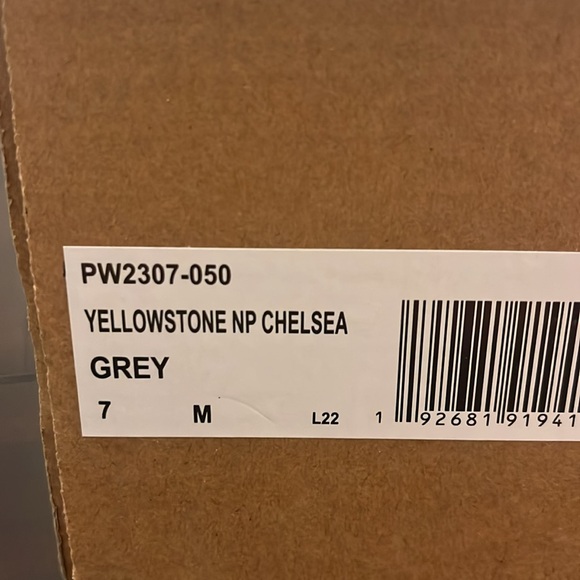 PW2307-050
YELLOWSTONE NP CHELSEA
GREY
7 M L22 1 92681 91941